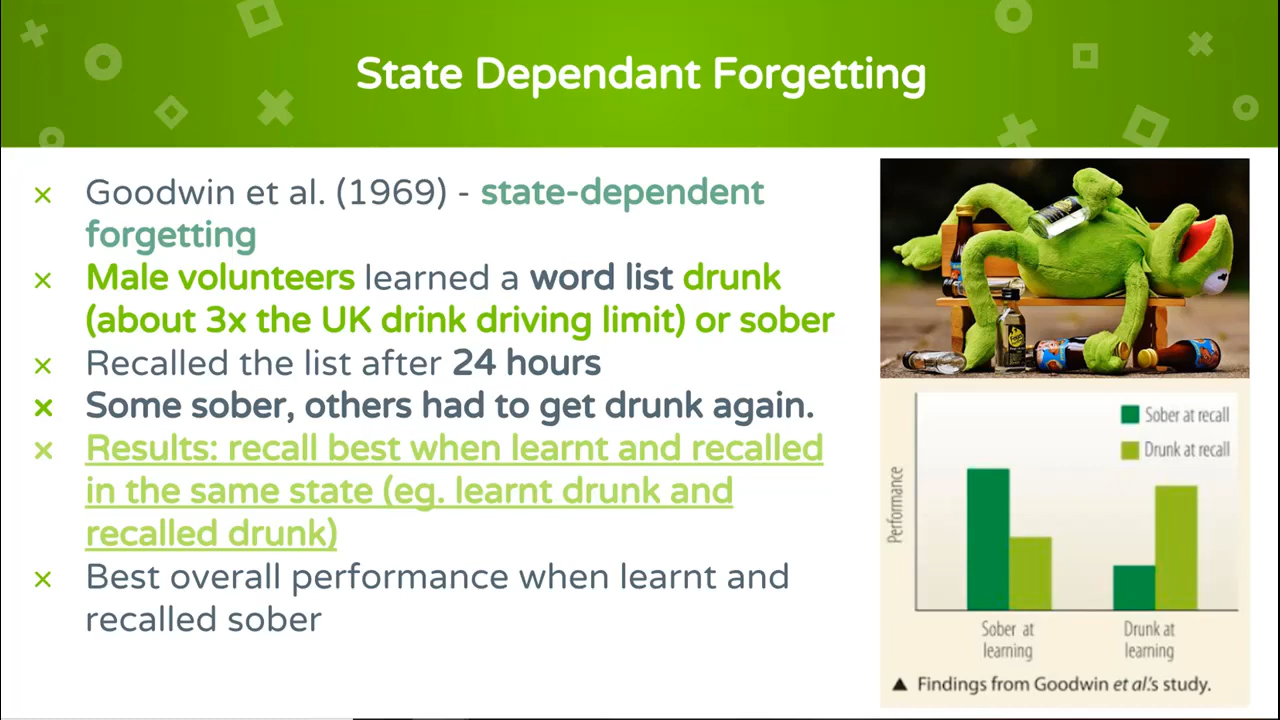 State Dependant Forgetting
× Goodwin et al. (1969) - state-dependent
forgetting
× Male volunteers learned a word list drunk
(about 3x the UK drink driving limit) or sober
× Recalled the list after 24 hours
× Some sober, others had to get drunk again.
× Results: recall best when learnt and recalled
in the same state (eg. learnt drunk and
recalled drunk)
× Best overall performance when learnt and
recalled sober
Sober at recall
Drunk at recall
Performance
Sober at
learning
Drunk at
learning
▲ Findings from Goodwin et al.'s study.